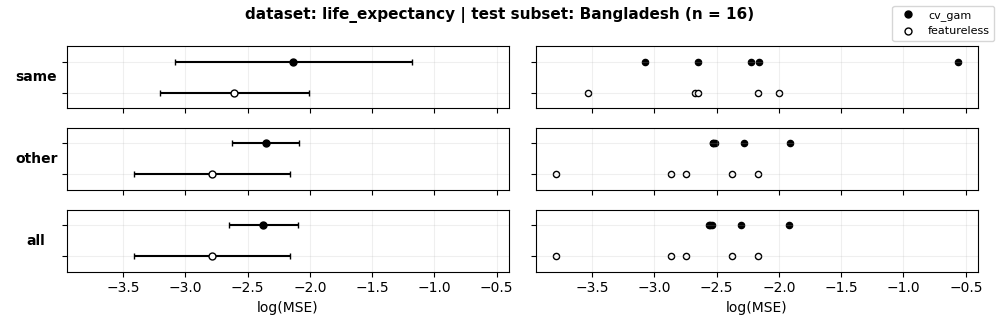 dataset: life_expectancy | test subset: Bangladesh (n = 16)
cv_gam
featureless
same
other
all
−3.5 −3.0 −2.5 −2.0 −1.5 −1.0 −0.5
−3.5 −3.0 −2.5 −2.0 −1.5 −1.0 −0.5
log(MSE)
log(MSE)